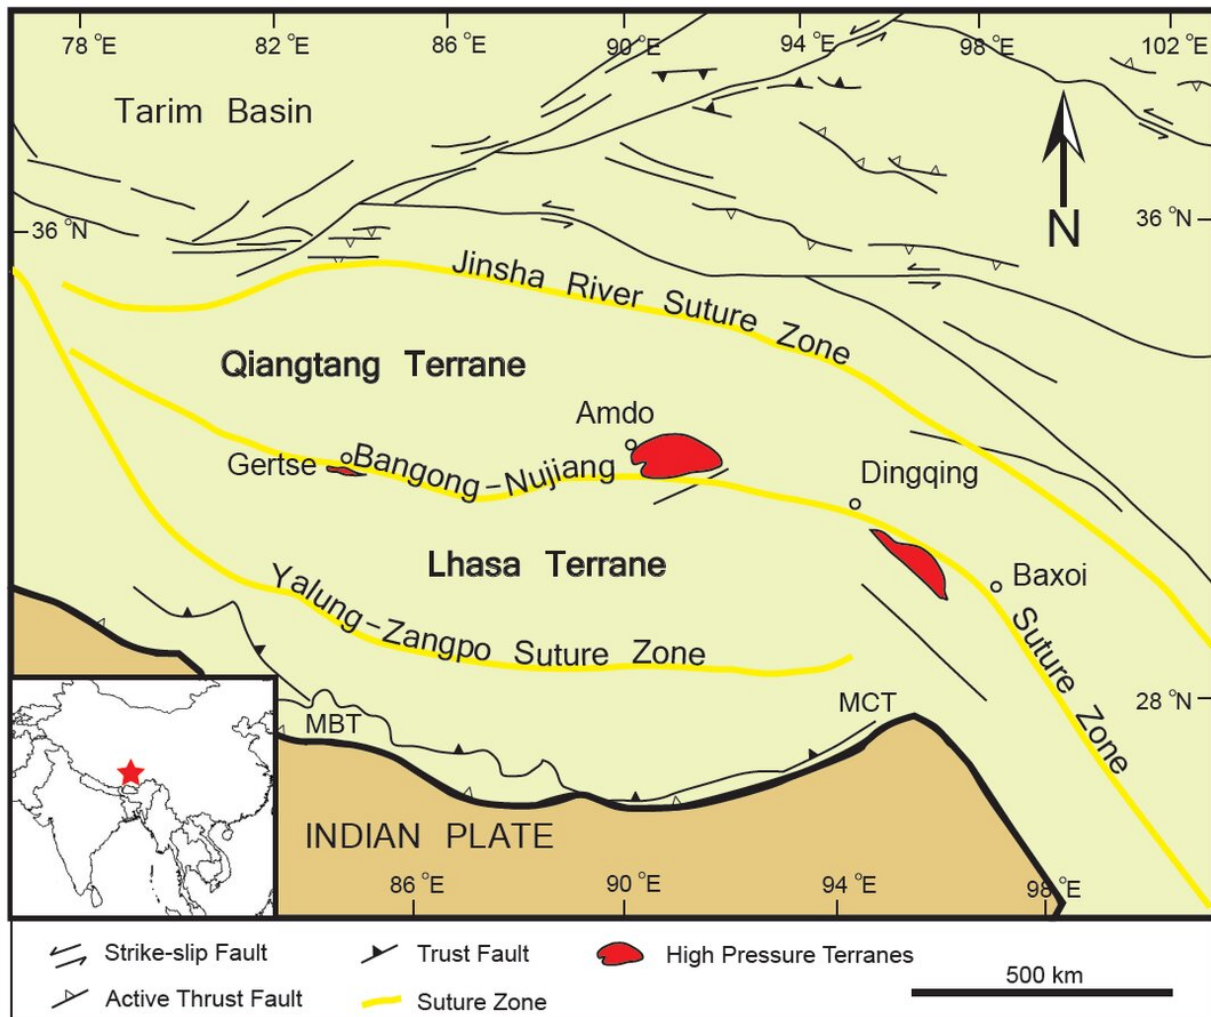 78 °E
82 °E
86 °E
90 °E
94 °E
98 °E
102 °E
Tarim Basin
N
36 °N
36 °N
Jinsha River Suture Zone
Qiangtang Terrane
Amdo
Gertse
Bangong-Nujiang
Dingqing
Lhasa Terrane
Baxoi
Yalung-Zangpo Suture Zone
Suture Zone
28 °N
MBT
MCT
INDIAN PLATE
86 °E
90 °E
94 °E
98 °E
Strike-slip Fault
Trust Fault
High Pressure Terranes
500 km
Active Thrust Fault
Suture Zone